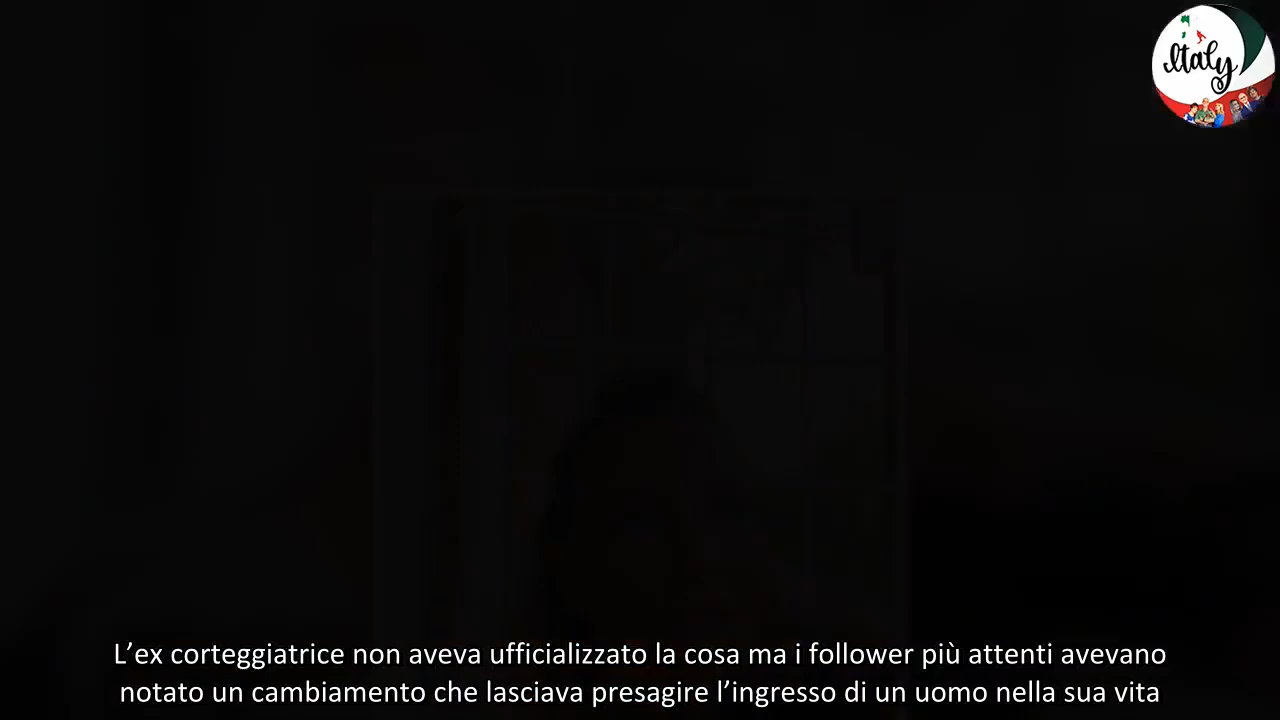 Italy
L’ex corteggiatrice non aveva ufficializzato la cosa ma i follower più attenti avevano
notato un cambiamento che lasciava presagire l’ingresso di un uomo nella sua vita